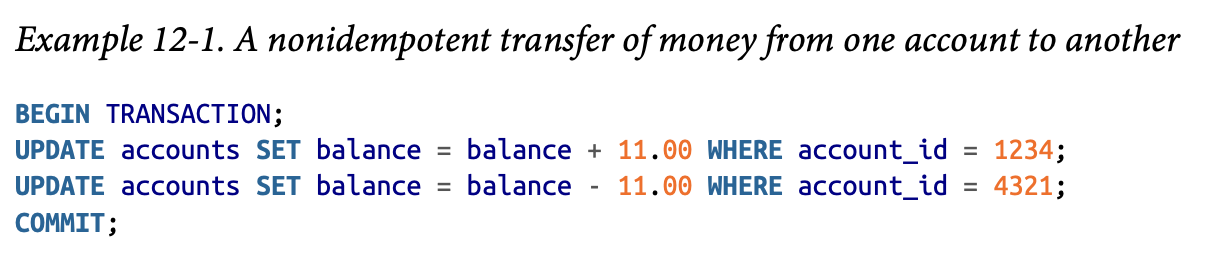 Example 12-1. A nonidempotent transfer of money from one account to another
BEGIN TRANSACTION;
UPDATE accounts SET balance = balance + 11.00 WHERE account_id = 1234;
UPDATE accounts SET balance = balance - 11.00 WHERE account_id = 4321;
COMMIT;